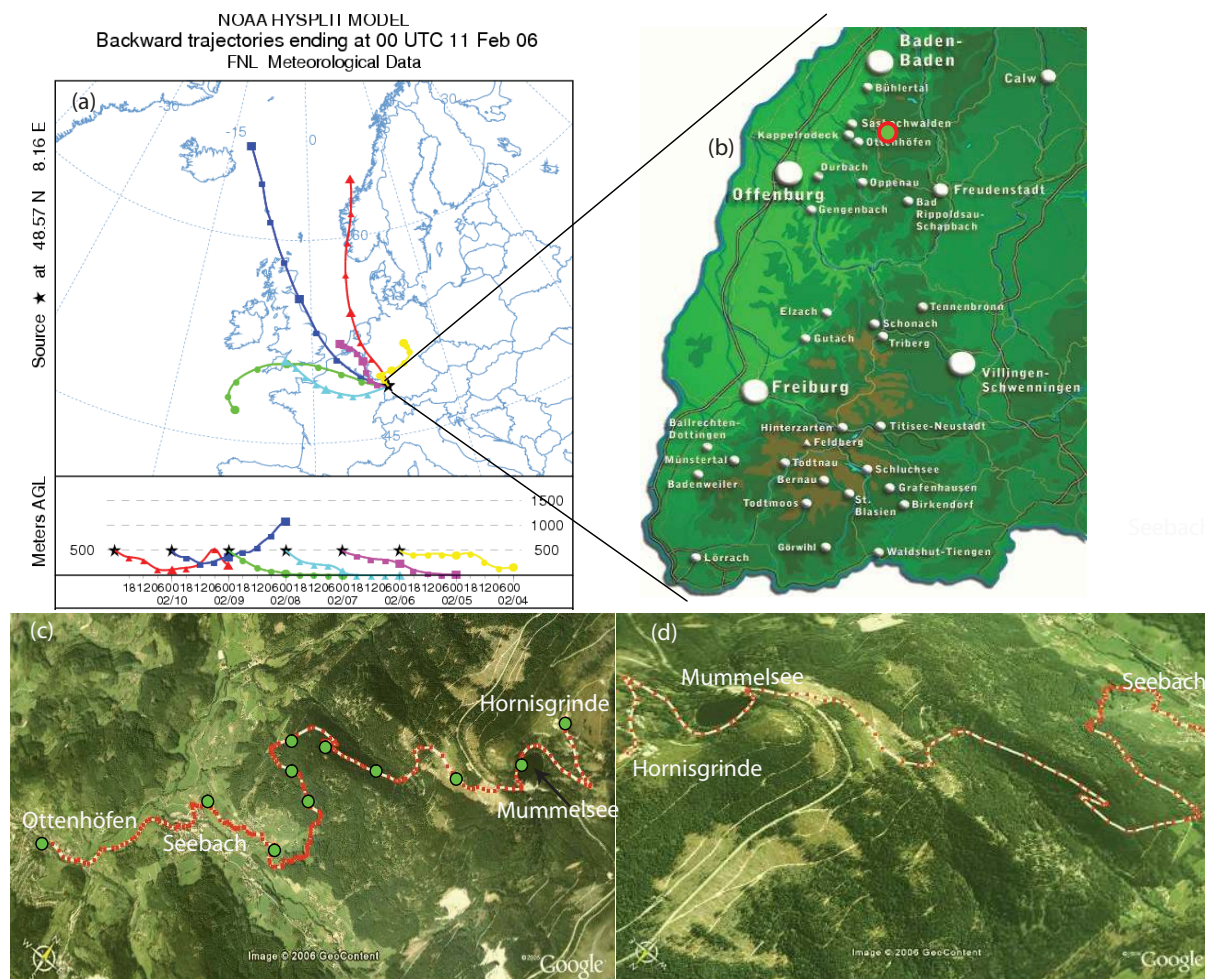 NOAA HYSPLIT MODEL
Backward trajectories ending at 00 UTC 11 Feb 06
FNL Meteorological Data
Source ★ at 48.57 N 8.16 E
(a)
-30
-15
0
15
30
60
45
Meters AGL
500
1500
1000
500
18120600181206001812060018120600181206001812060018120600
02/10 02/09 02/08 02/07 02/06 02/05 02/04
(b)
Baden-
Baden
Bühlertal
Calw
Sasbachwalden
Kappelrodeck
Ottenhöfen
Durbach
Oppenau
Offenburg
Freudenstadt
Gengenbach
Bad
Rippoldsau-
Schapbach
Tennenbronn
Elzach
Schonach
Gutach
Triberg
Villingen-
Schwenningen
Freiburg
Ballrechten-
Dottingen
Hinterzarten
Titisee-Neustadt
Feldberg
Münstertal
Todtnau
Schluchsee
Badenweiler
Bernau
Grafenhausen
Todtmoos
St.
Blasien
Birkendorf
Görwihl
Waldshut-Tiengen
Lörrach
Seebach
(c)
Hornisgrinde
Mummelsee
Ottenhöfen
Seebach
Image © 2006 GeoContent
© 2005 Google
(d)
Mummelsee
Seebach
Hornisgrinde
Image © 2006 GeoContent
Google